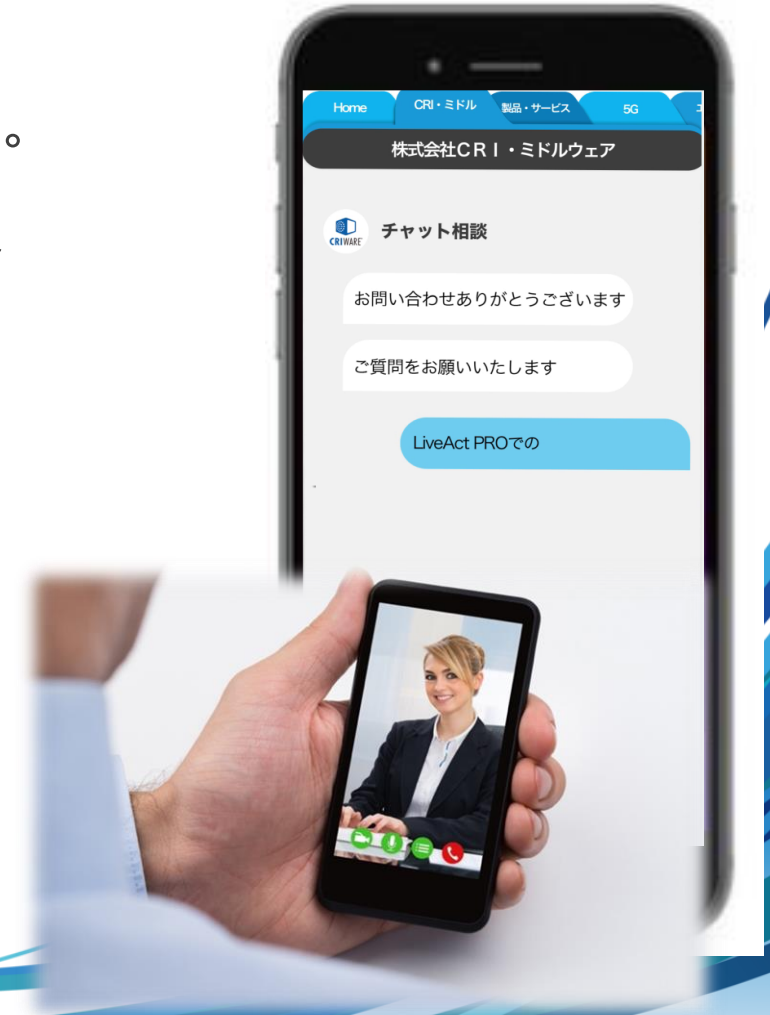 。
Home
CRI・ミドル
製品・サービス
5G
株式会社CRI・ミドルウェア
CRIWARE
チャット相談
お問い合わせありがとうございます
ご質問をお願いいたします
LiveAct PROでの